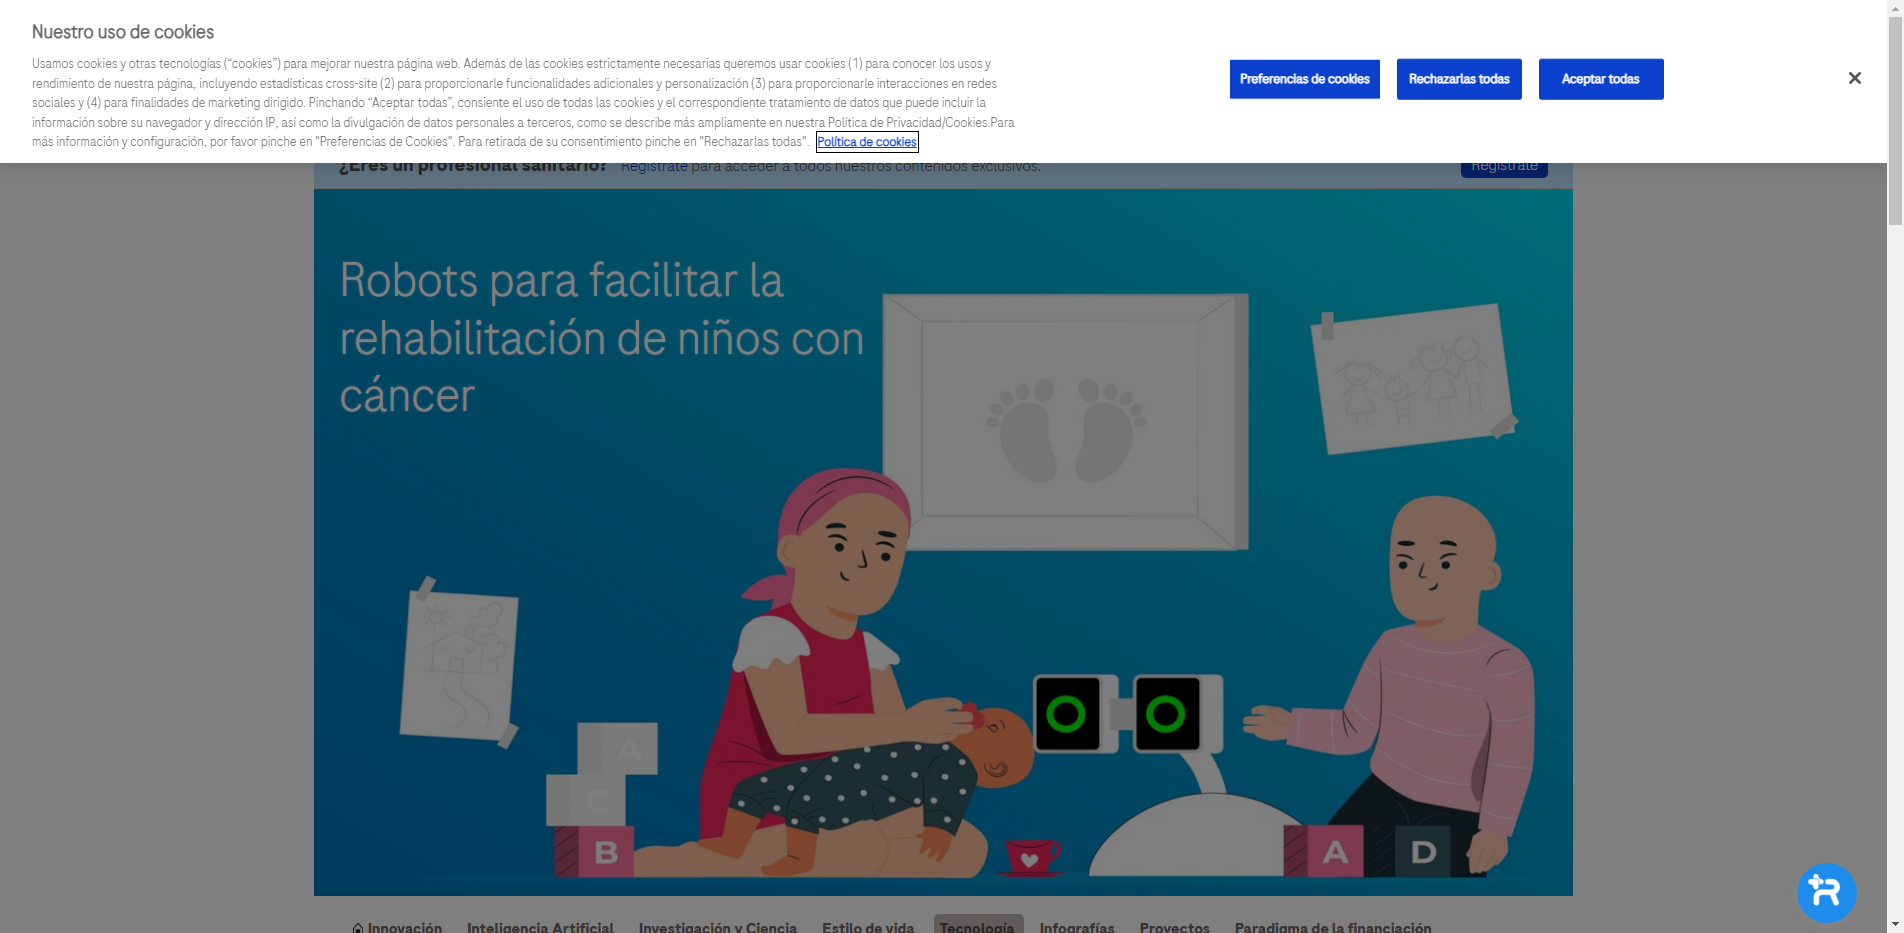 Nuestro uso de cookies
Usamos cookies y otras tecnologías (“cookies”) para mejorar nuestra página web. Además de las cookies estrictamente necesarias queremos usar cookies (1) para conocer los usos y
rendimiento de nuestra página, incluyendo estadísticas cross-site (2) para proporcionarle funcionalidades adicionales y personalización (3) para proporcionarle interacciones en redes
sociales y (4) para finalidades de marketing dirigido. Pinchando “Aceptar todas”, consiente el uso de todas las cookies y el correspondiente tratamiento de datos que puede incluir la
información sobre su navegador y dirección IP, así como la divulgación de datos personales a terceros, como se describe más ampliamente en nuestra Política de Privacidad/Cookies.Para
más información y configuración, por favor pinche en "Preferencias de Cookies". Para retirada de su consentimiento pinche en "Rechazarlas todas". Política de cookies
Preferencias de cookies
Rechazarlas todas
Aceptar todas
¿Eres un profesional sanitario? Regístrate para acceder a todos nuestros contenidos exclusivos.
Regístrate
Robots para facilitar la
rehabilitación de niños con
cáncer
A
C
B
A
D
R
Innovación Inteligencia Artificial Investigación y Ciencia Estilo de vida Tecnología Infografías Proyectos Paradigma de la financiación